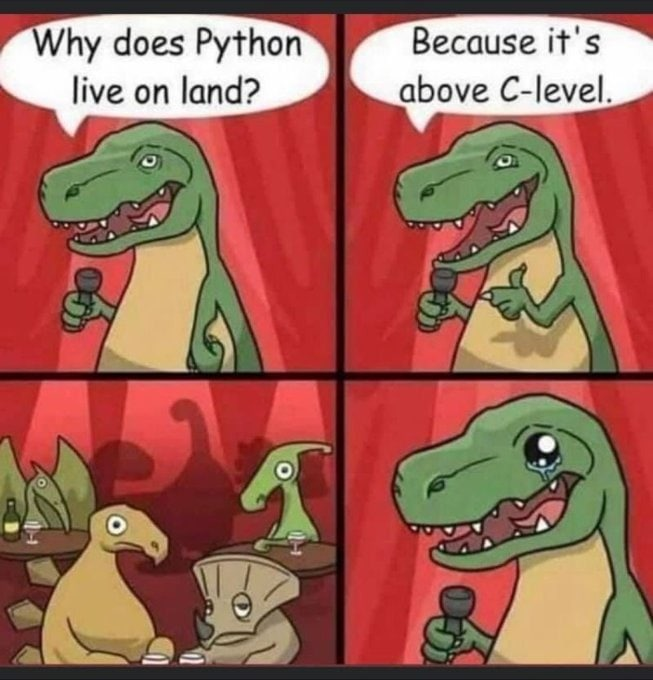 Why does Python
live on land?
Because it's
above C-level.